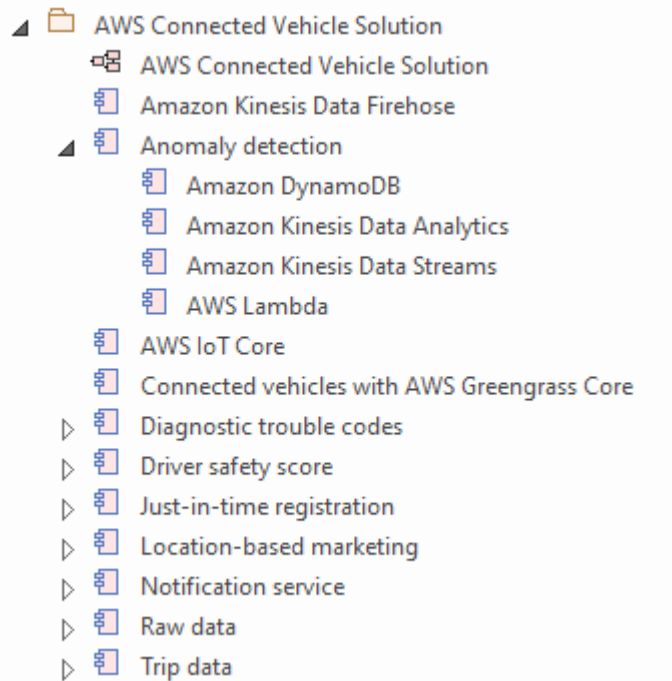 AWS Connected Vehicle Solution
AWS Connected Vehicle Solution
Amazon Kinesis Data Firehose
Anomaly detection
Amazon DynamoDB
Amazon Kinesis Data Analytics
Amazon Kinesis Data Streams
AWS Lambda
AWS IoT Core
Connected vehicles with AWS Greengrass Core
Diagnostic trouble codes
Driver safety score
Just-in-time registration
Location-based marketing
Notification service
Raw data
Trip data